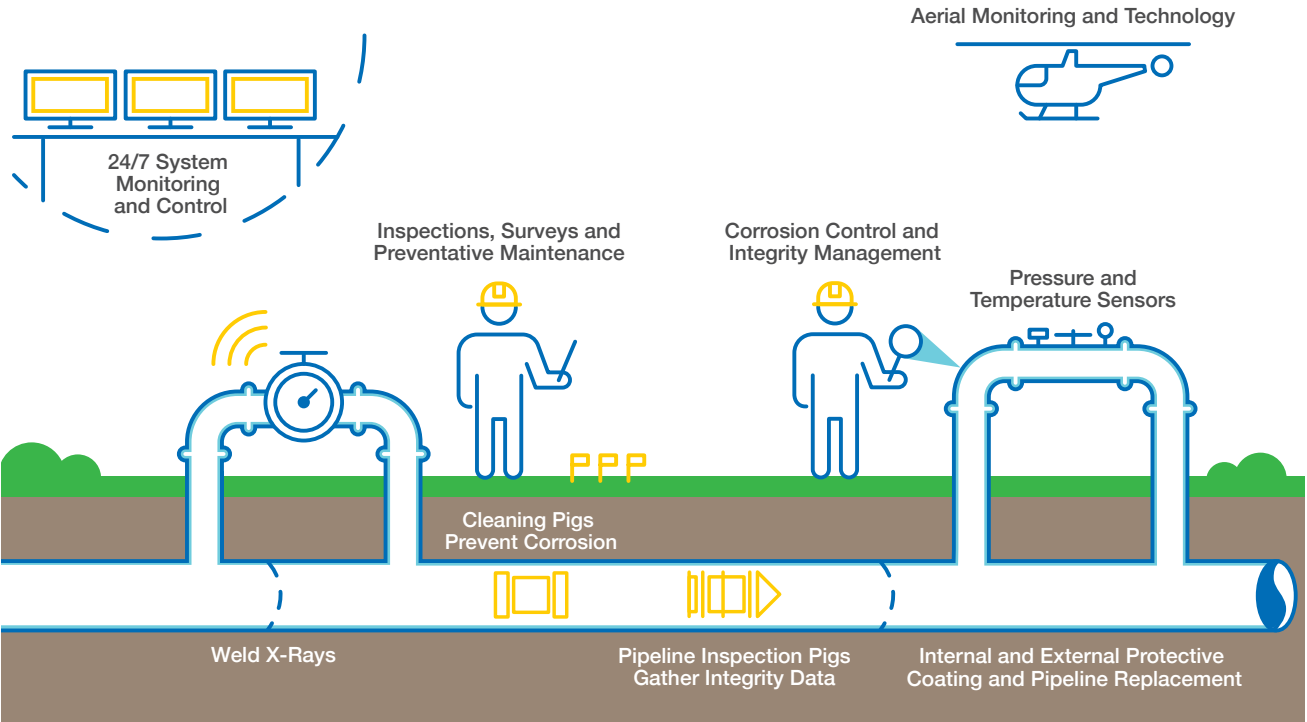 Aerial Monitoring and Technology
24/7 System
Monitoring
and Control
Inspections, Surveys and
Preventative Maintenance
Corrosion Control and
Integrity Management
Pressure and
Temperature Sensors
Cleaning Pigs
Prevent Corrosion
Weld X-Rays
Pipeline Inspection Pigs
Gather Integrity Data
Internal and External Protective
Coating and Pipeline Replacement